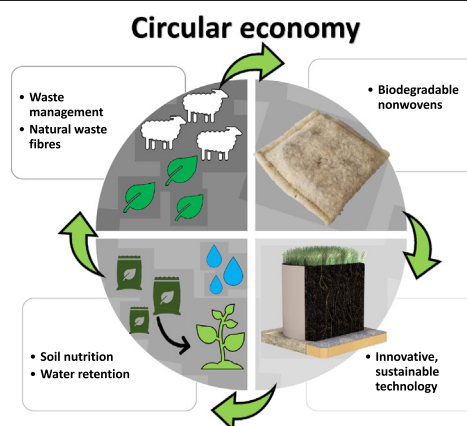 Circular economy
• Waste
management
• Natural waste
fibres
• Biodegradable
nonwovens
• Soil nutrition
• Water retention
• Innovative,
sustainable
technology